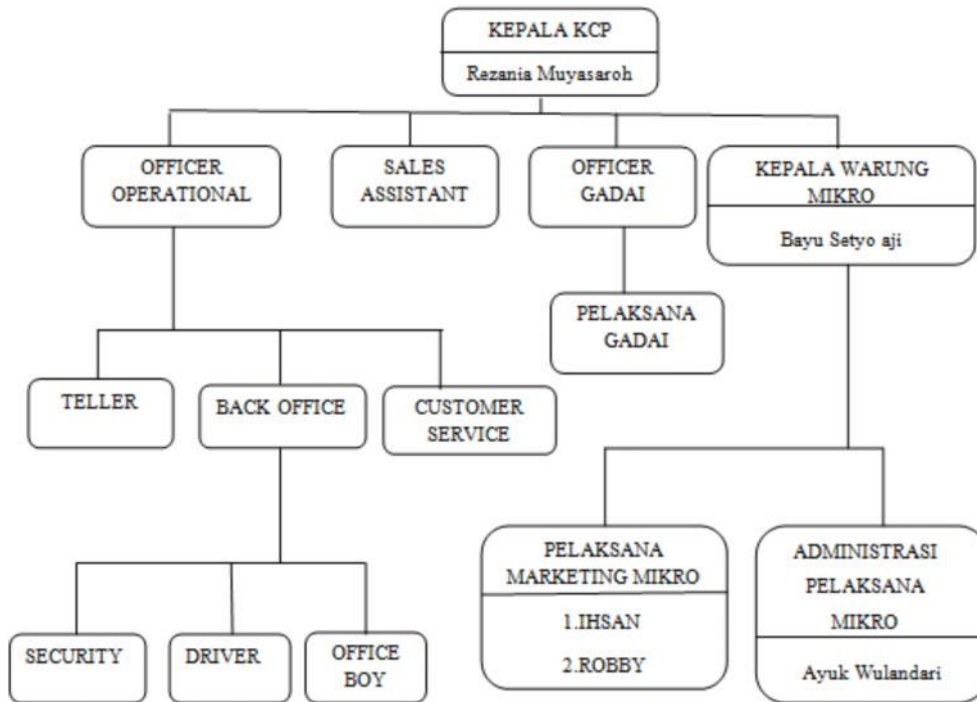 KEPALA KCP
Rezania Muyasaroh
OFFICER
OPERATIONAL
SALES
ASSISTANT
OFFICER
GADAI
KEPALA WARUNG
MIKRO
Bayu Setyo aji
PELAKSANA
GADAI
TELLER
BACK OFFICE
CUSTOMER
SERVICE
PELAKSANA
MARKETING MIKRO
1.IHSAN
2.ROBBY
ADMINISTRASI
PELAKSANA
MIKRO
Ayuk Wulandari
SECURITY
DRIVER
OFFICE
BOY